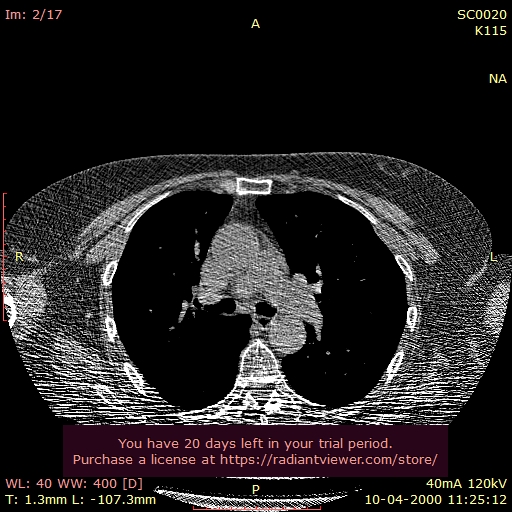 Im: 2/17
SC0020
K115
A
NA
R
L
You have 20 days left in your trial period.
Purchase a license at https://radiantviewer.com/store/
WL: 40 WW: 400 [D]
T: 1.3mm L: -107.3mm
P
40mA 120kV
10-04-2000 11:25:12